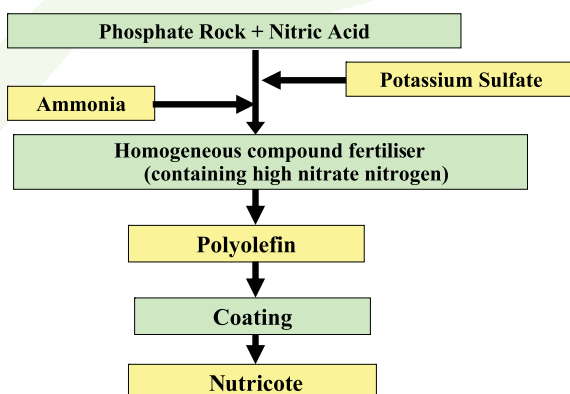 Phosphate Rock + Nitric Acid
Potassium Sulfate
Ammonia
Homogeneous compound fertiliser
(containing high nitrate nitrogen)
Polyolefin
Coating
Nutricote